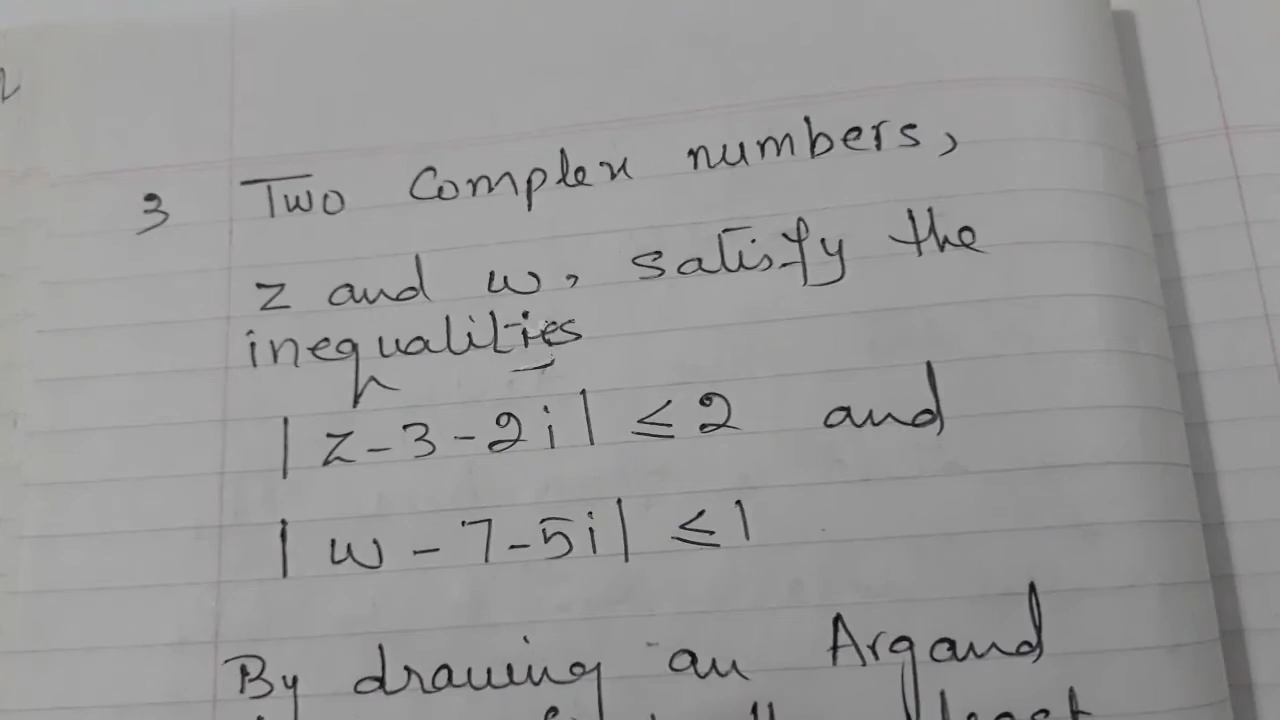 3 Two Complex numbers,
z and w, satisfy the
inequalities
|z-3-2i| ≤2 and
|w-7-5i| ≤1
By drawing an Argand
least